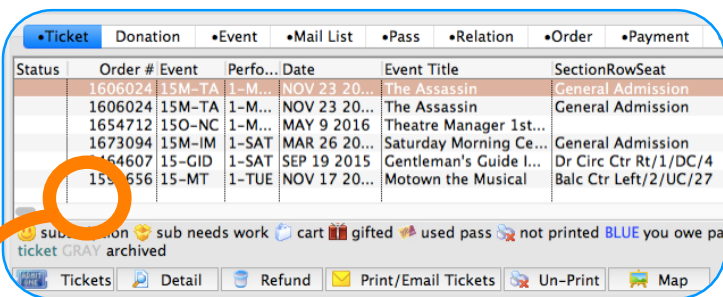 •Ticket Donation •Event •Mail List •Pass •Relation •Order •Payment
Status Order # Event Perfo... Date Event Title SectionRowSeat
1606024 15M-TA 1-M... NOV 23 20... The Assassin General Admission
1606024 15M-TA 1-M... NOV 23 20... The Assassin General Admission
1654712 15O-NC 1-M... MAY 9 2016 Theatre Manager 1st...
1673094 15M-IM 1-SAT MAR 26 20... Saturday Morning Ce... General Admission
464607 15-GID 1-SAT SEP 19 2015 Gentleman's Guide I... Dr Circ Ctr Rt/1/DC/4
159 656 15-MT 1-TUE NOV 17 20... Motown the Musical Balc Ctr Left/2/UC/27
sub on sub needs work cart gifted used pass not printed BLUE you owe pa
ticket GRAY archived
Tickets Detail Refund Print/Email Tickets Un-Print Map